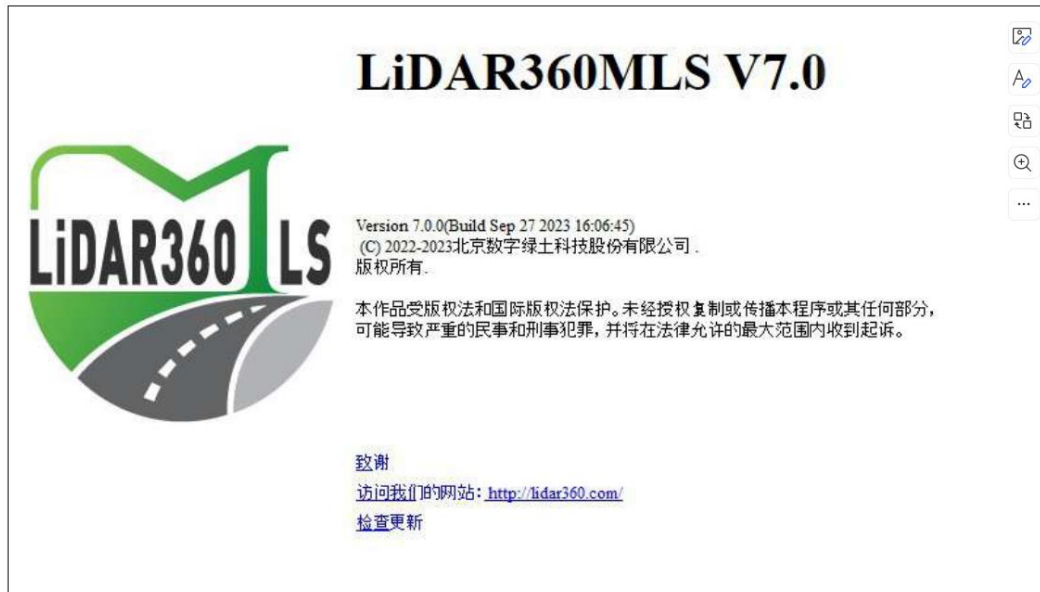 LiDAR360MLS V7.0
LiDAR360MLS
Version 7.0.0(Build Sep 27 2023 16:06:45)
(C) 2022-2023北京数字绿土科技股份有限公司 .
版权所有.
本作品受版权法和国际版权法保护。未经授权复制或传播本程序或其任何部分，
可能导致严重的民事和刑事犯罪，并将在法律允许的最大范围内收到起诉。
致谢
访问我们的网站：http://lidar360.com/
检查更新